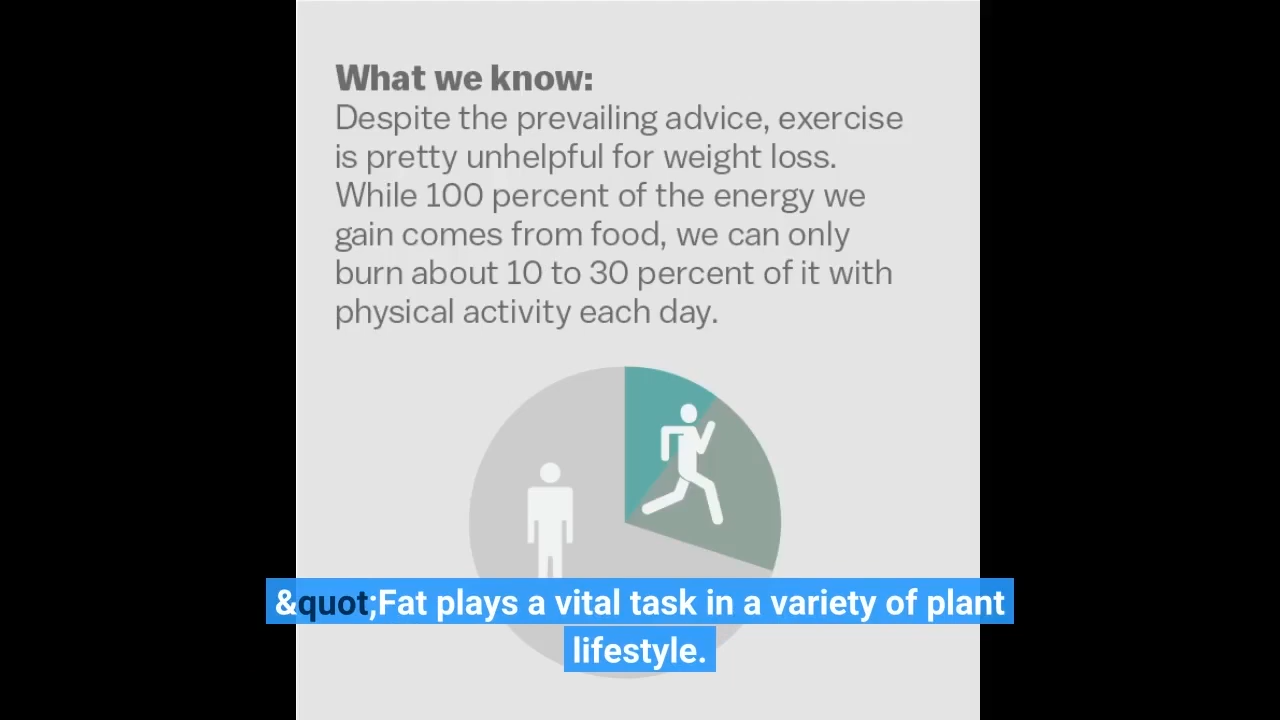 What we know:
Despite the prevailing advice, exercise
is pretty unhelpful for weight loss.
While 100 percent of the energy we
gain comes from food, we can only
burn about 10 to 30 percent of it with
physical activity each day.
&quot;Fat plays a vital task in a variety of plant
lifestyle.